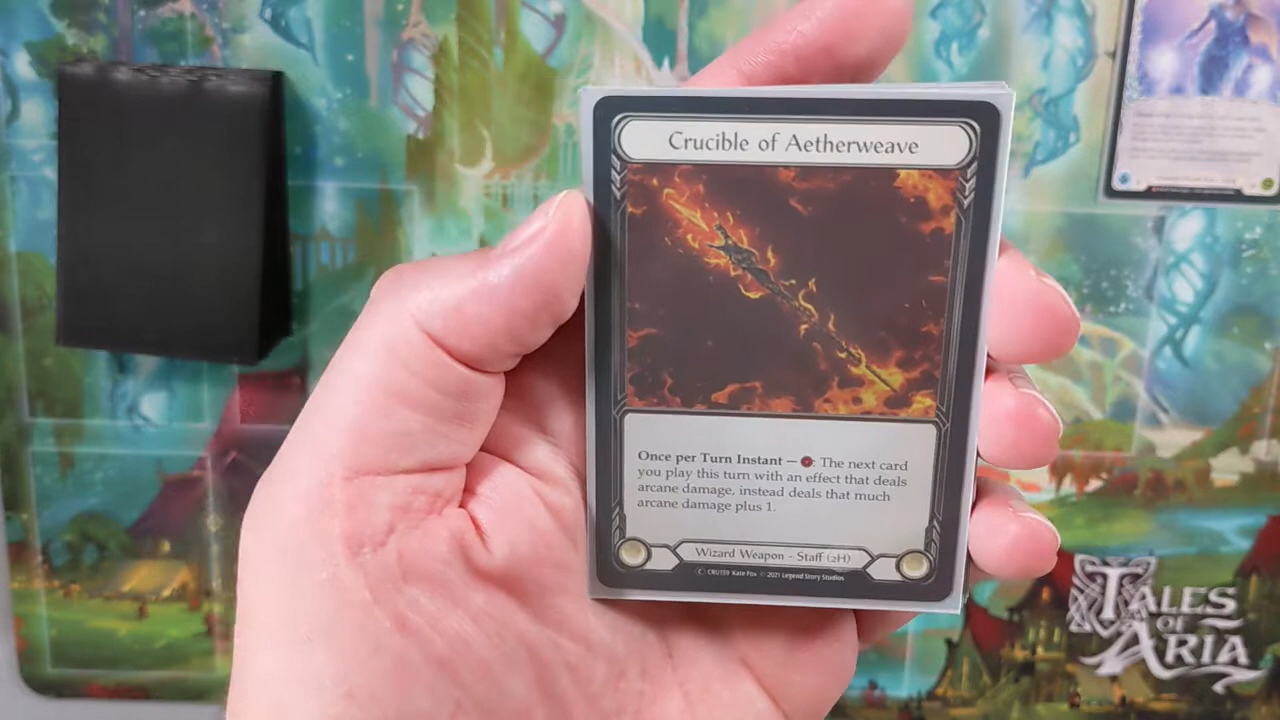 Crucible of Aetherweave
Once per Turn Instant — : The next card
you play this turn with an effect that deals
arcane damage, instead deals that much
arcane damage plus 1.
Wizard Weapon - Staff (2H)
C CRU159 Kate Fox © 2021 Legend Story Studios
TALES
OF
ARIA